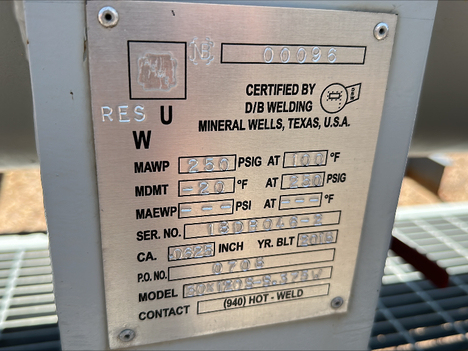 NB 00096
CERTIFIED BY
D/B WELDING
MINERAL WELLS, TEXAS, U.S.A.
RES U
W
MAWP 250 PSIG AT 100 °F
MDMT -20 °F AT PSIG
MAEWP --- PSI AT --- °F
SER. NO.
CA. .0625 INCH YR. BLT 2018
P.O. NO. 0708
MODEL
CONTACT (940) HOT - WELD